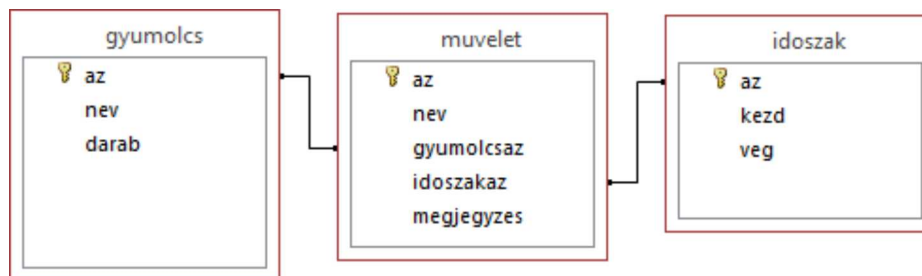 gyumolcs
az
nev
darab
muvelet
az
nev
gyumolcsaz
idoszakaz
megjegyzes
idoszak
az
kezd
veg